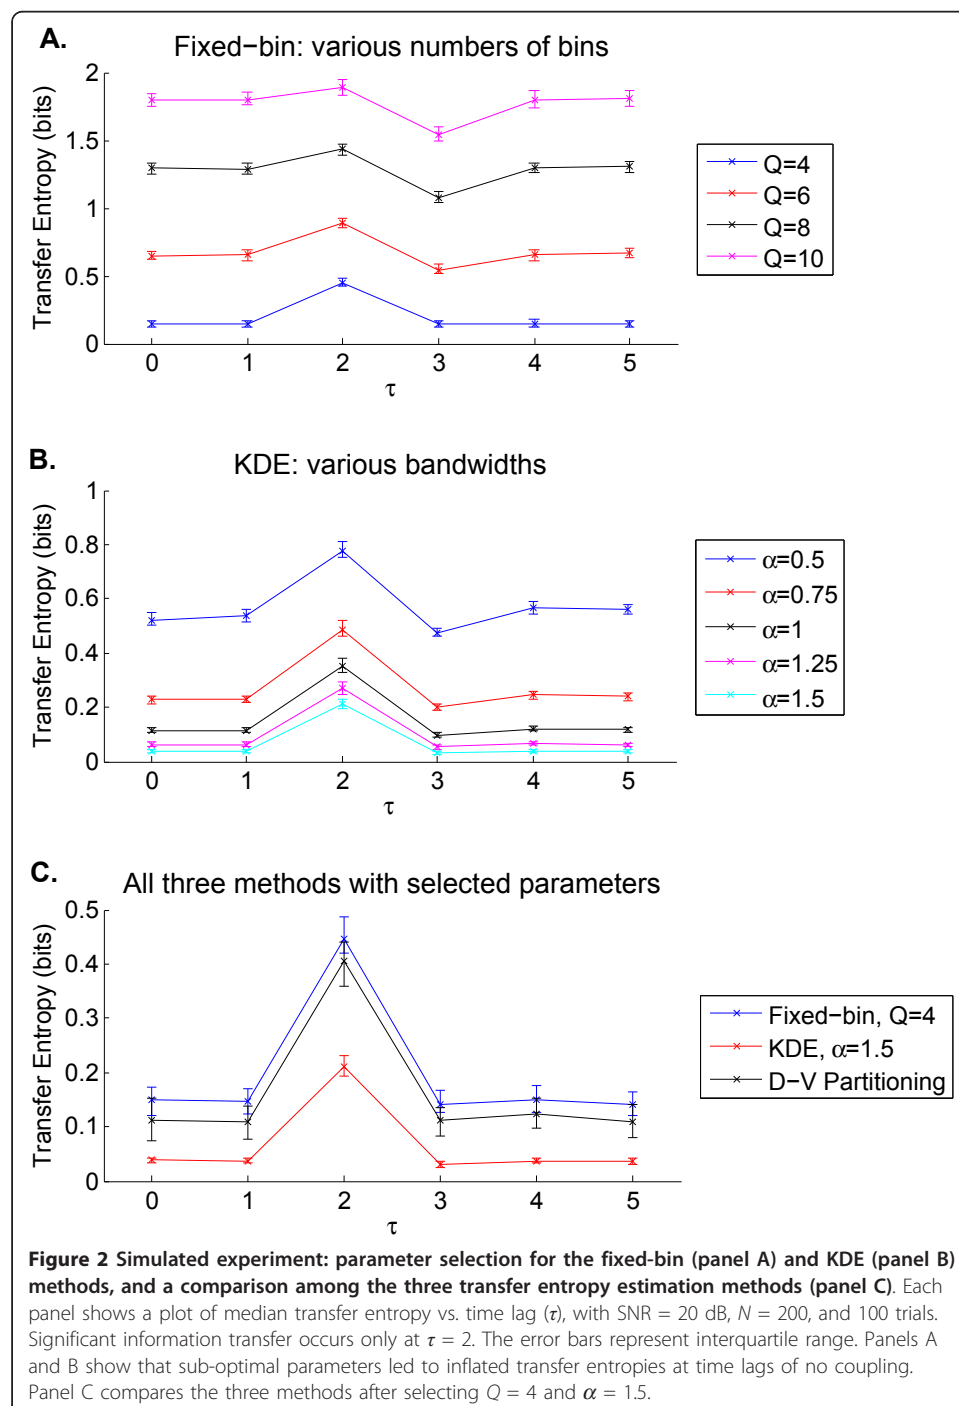 A.
Fixed−bin: various numbers of bins
Transfer Entropy (bits)
2
1.5
1
0.5
0
0 1 2 3 4 5
τ
Q=4
Q=6
Q=8
Q=10
B.
KDE: various bandwidths
Transfer Entropy (bits)
1
0.8
0.6
0.4
0.2
0
0 1 2 3 4 5
τ
α=0.5
α=0.75
α=1
α=1.25
α=1.5
C.
All three methods with selected parameters
Transfer Entropy (bits)
0.5
0.4
0.3
0.2
0.1
0
0 1 2 3 4 5
τ
Fixed−bin, Q=4
KDE, α=1.5
D−V Partitioning
Figure 2 Simulated experiment: parameter selection for the fixed-bin (panel A) and KDE (panel B)
methods, and a comparison among the three transfer entropy estimation methods (panel C). Each
panel shows a plot of median transfer entropy vs. time lag (τ), with SNR = 20 dB, N = 200, and 100 trials.
Significant information transfer occurs only at τ = 2. The error bars represent interquartile range. Panels A
and B show that sub-optimal parameters led to inflated transfer entropies at time lags of no coupling.
Panel C compares the three methods after selecting Q = 4 and α = 1.5.